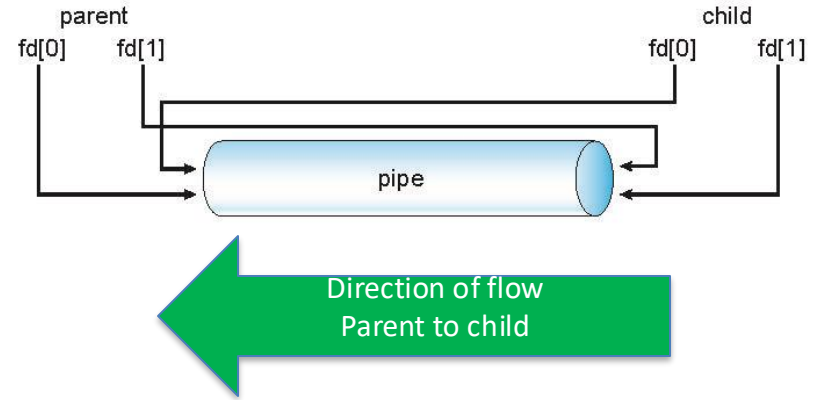 parent child
fd[0] fd[1] fd[0] fd[1]
pipe
Direction of flow
Parent to child